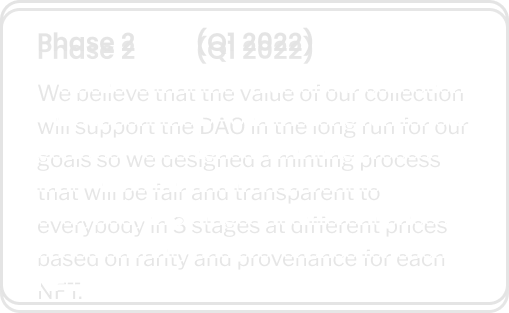 Phase 2 (Q1 2022)
We believe that the value of our collection
will support the DAO in the long run for our
goals so we designed a minting process
that will be fair and transparent to
everybody in 3 stages at different prices
based on rarity and provenance for each
NFT.